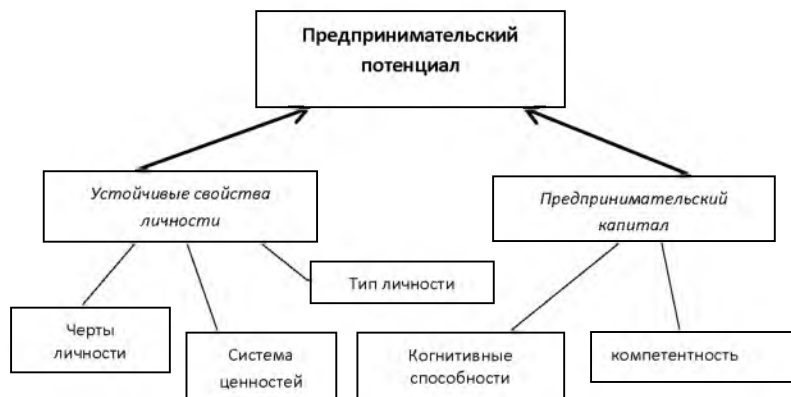 Предпринимательский
потенциал
Устойчивые свойства
личности
Предпринимательский
капитал
Тип личности
Черты
личности
Система
ценностей
Когнитивные
способности
компетентность